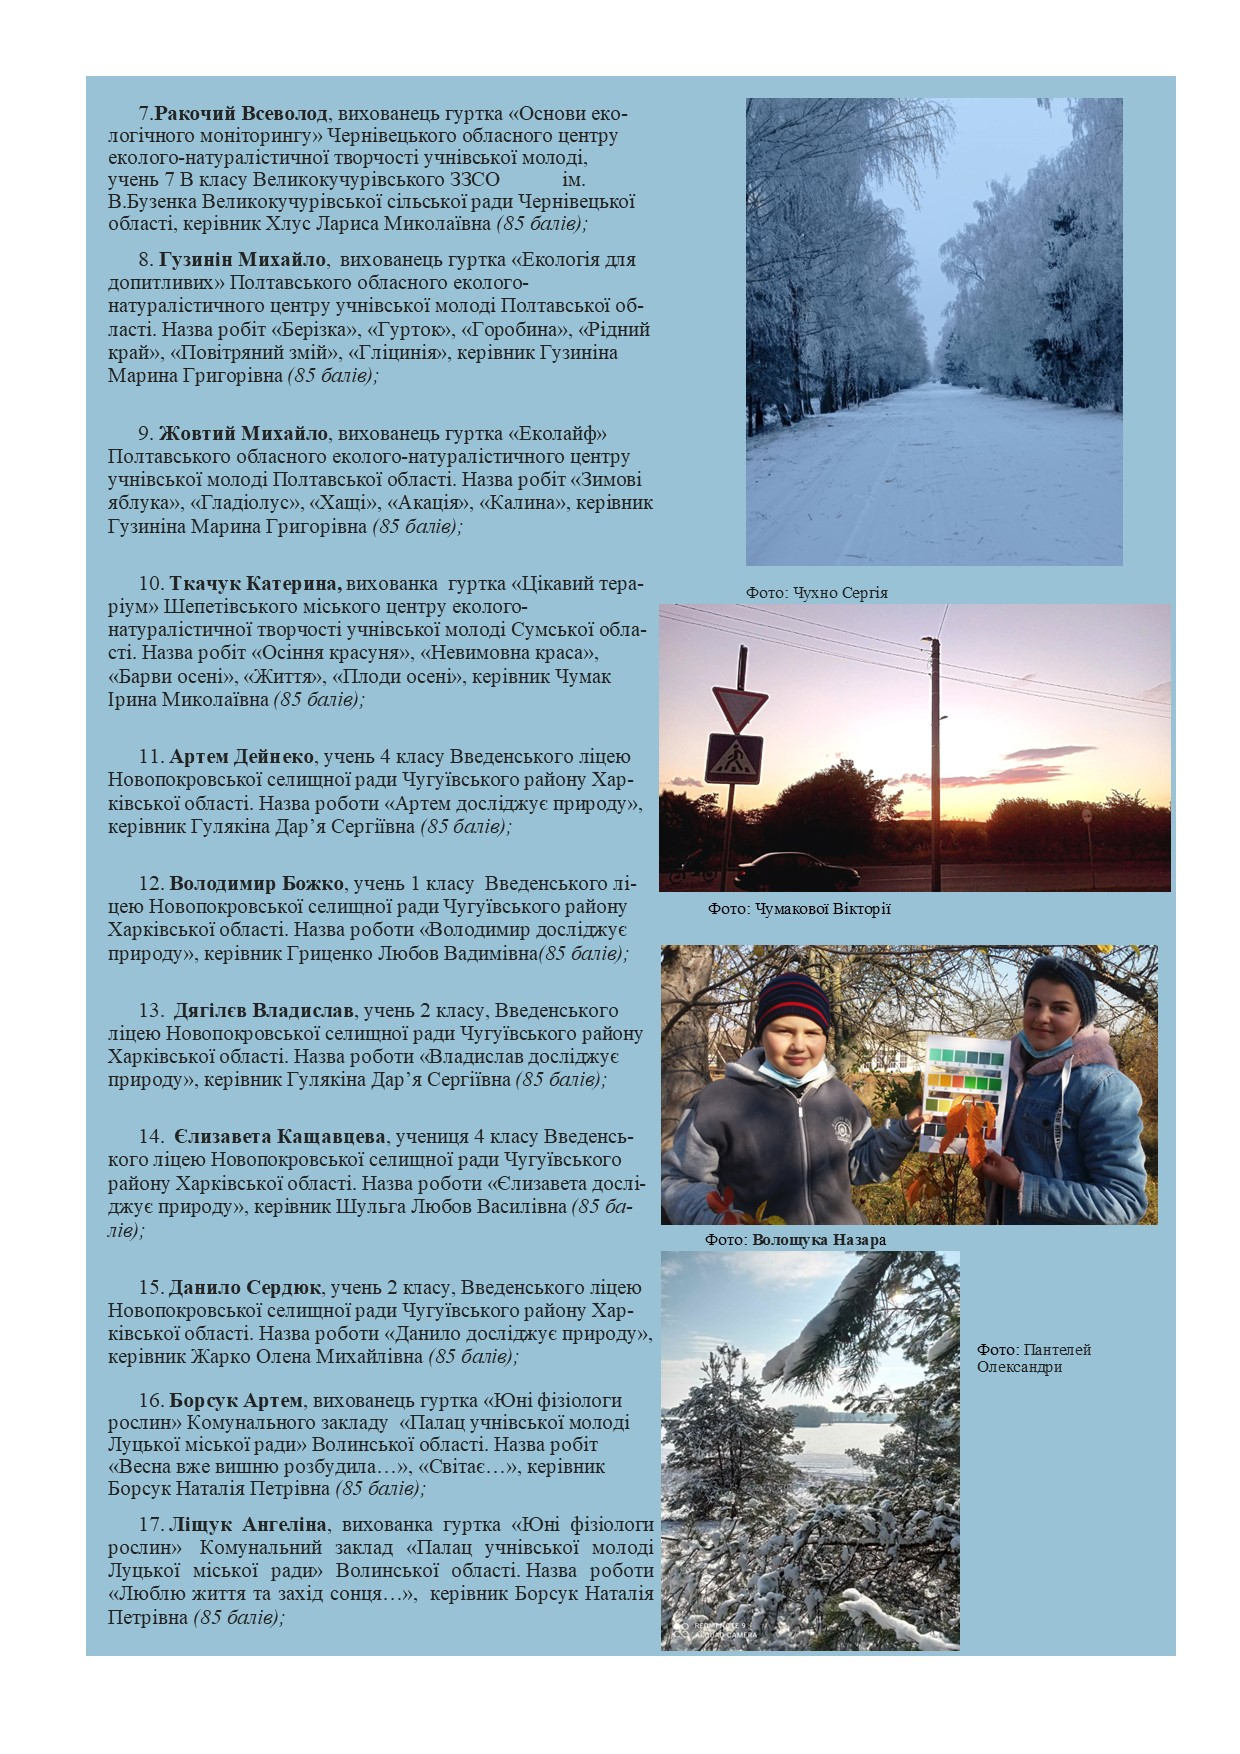 7.Ракочий Всеволод, вихованець гуртка «Основи еко-
логічного моніторингу» Чернівецького обласного центру
еколого-натуралістичної творчості учнівської молоді,
учень 7 В класу Великокучурівського ЗЗСО ім.
В.Бузенка Великокучурівської сільської ради Чернівецької
області, керівник Хлус Лариса Миколаївна (85 балів);
8. Гузинін Михайло, вихованець гуртка «Екологія для
допитливих» Полтавського обласного еколого-
натуралістичного центру учнівської молоді Полтавської об-
ласті. Назва робіт «Берізка», «Гурток», «Горобина», «Рідний
край», «Повітряний змій», «Гліцинія», керівник Гузиніна
Марина Григорівна (85 балів);
9. Жовтий Михайло, вихованець гуртка «Еколайф»
Полтавського обласного еколого-натуралістичного центру
учнівської молоді Полтавської області. Назва робіт «Зимові
яблука», «Гладіолус», «Хащі», «Акація», «Калина», керівник
Гузиніна Марина Григорівна (85 балів);
10. Ткачук Катерина, вихованка гуртка «Цікавий тера-
ріум» Шепетівського міського центру еколого-
натуралістичної творчості учнівської молоді Сумської обла-
сті. Назва робіт «Осіння красуня», «Невимовна краса»,
«Барви осені», «Життя», «Плоди осені», керівник Чумак
Ірина Миколаївна (85 балів);
11. Артем Дейнеко, учень 4 класу Введенського ліцею
Новопокровської селищної ради Чугуївського району Хар-
ківської області. Назва роботи «Артем досліджує природу»,
керівник Гулякіна Дар’я Сергіївна (85 балів);
12. Володимир Божко, учень 1 класу Введенського лі-
цею Новопокровської селищної ради Чугуївського району
Харківської області. Назва роботи «Володимир досліджує
природу», керівник Гриценко Любов Вадимівна(85 балів);
13. Дягілєв Владислав, учень 2 класу, Введенського
ліцею Новопокровської селищної ради Чугуївського району
Харківської області. Назва роботи «Владислав досліджує
природу», керівник Гулякіна Дар’я Сергіївна (85 балів);
14. Єлизавета Кащавцева, учениця 4 класу Введенсь-
кого ліцею Новопокровської селищної ради Чугуївського
району Харківської області. Назва роботи «Єлизавета дослі-
джує природу», керівник Шульга Любов Василівна (85 ба-
лів);
15. Данило Сердюк, учень 2 класу, Введенського ліцею
Новопокровської селищної ради Чугуївського району Хар-
ківської області. Назва роботи «Данило досліджує природу»,
керівник Жарко Олена Михайлівна (85 балів);
16. Борсук Артем, вихованець гуртка «Юні фізіологи
рослин» Комунального закладу «Палац учнівської молоді
Луцької міської ради» Волинської області. Назва робіт
«Весна вже вишню розбудила…», «Світає…», керівник
Борсук Наталія Петрівна (85 балів);
17. Ліщук Ангеліна, вихованка гуртка «Юні фізіологи
рослин» Комунальний заклад «Палац учнівської молоді
Луцької міської ради» Волинської області. Назва роботи
«Люблю життя та захід сонця…», керівник Борсук Наталія
Петрівна (85 балів);
Фото: Чухно Сергія
Фото: Чумакової Вікторії
Фото: Волощука Назара
Фото: Пантелей
Олександри
REDMI NOTE 9
AI QUAD CAMERA